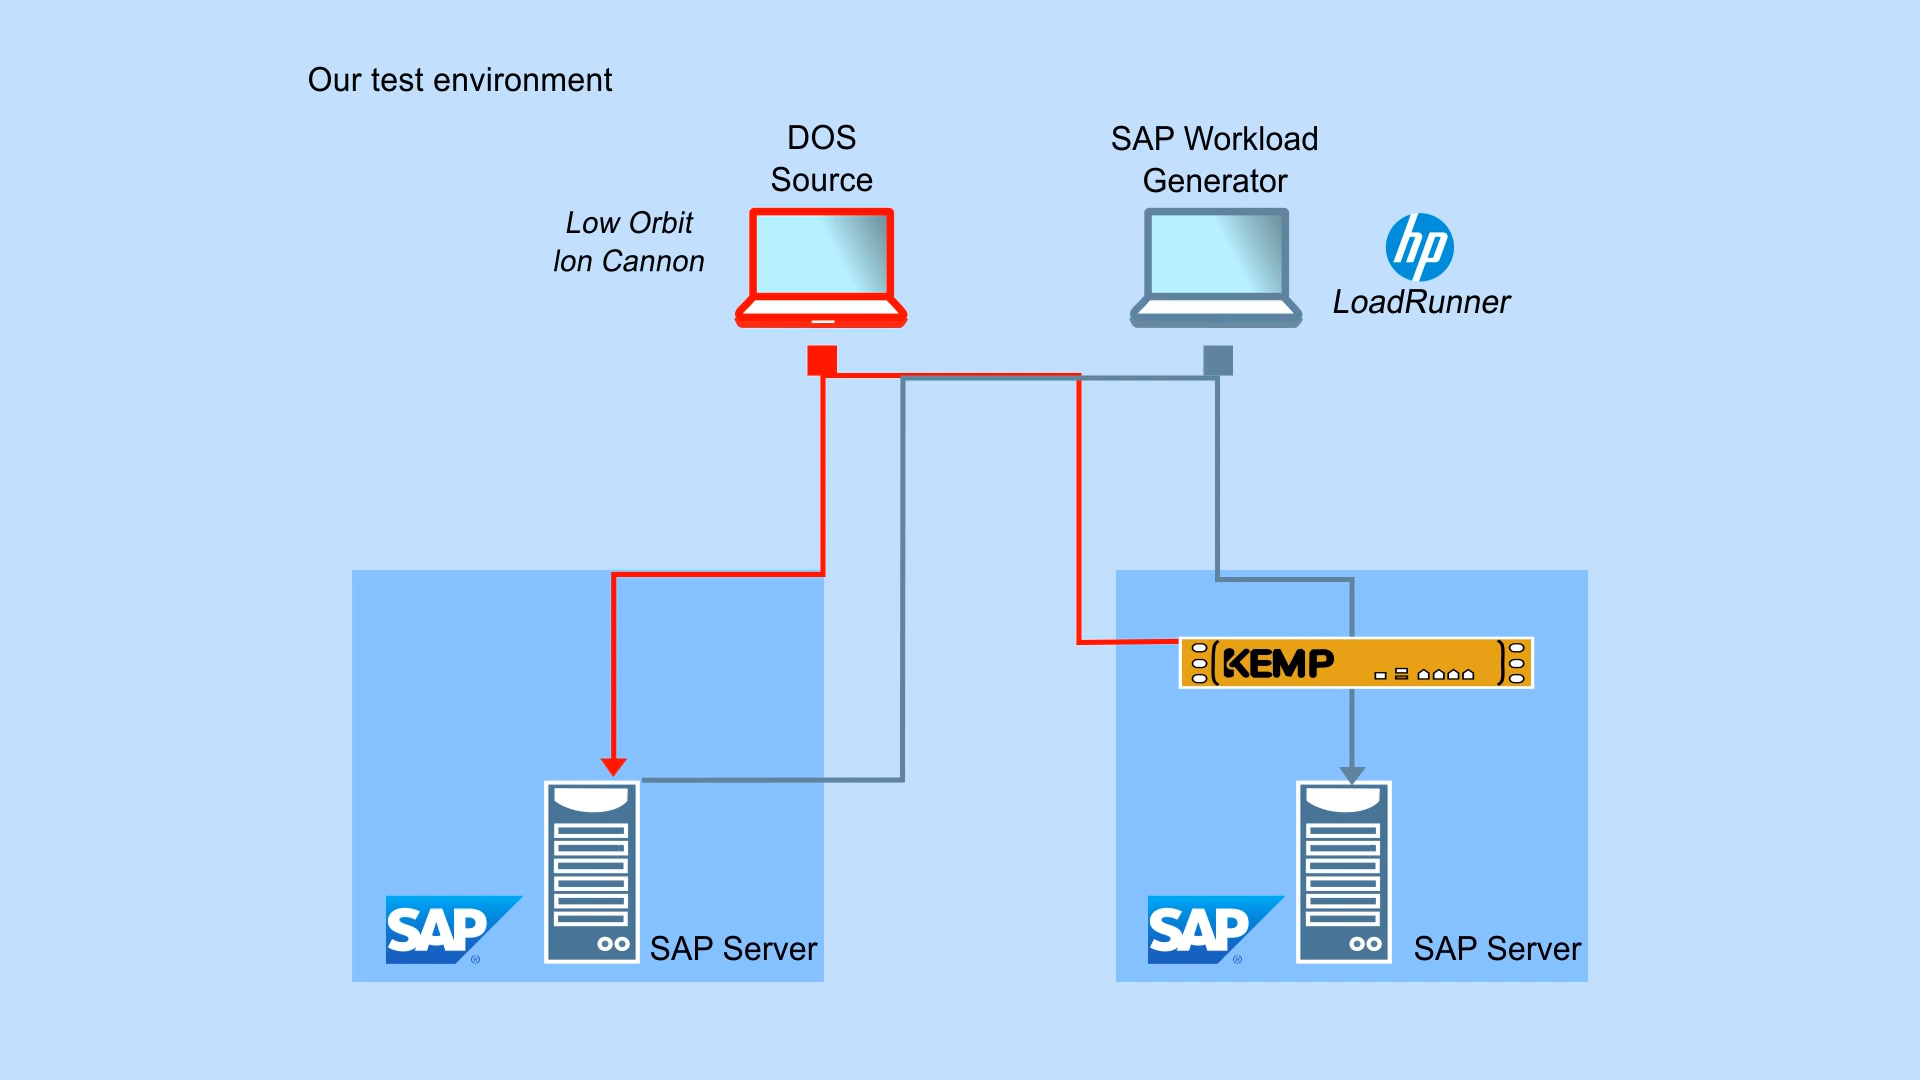 Our test environment
DOS
Source
SAP Workload
Generator
Low Orbit
Ion Cannon
hp
LoadRunner
KEMP
SAP
®
SAP Server
SAP
®
SAP Server